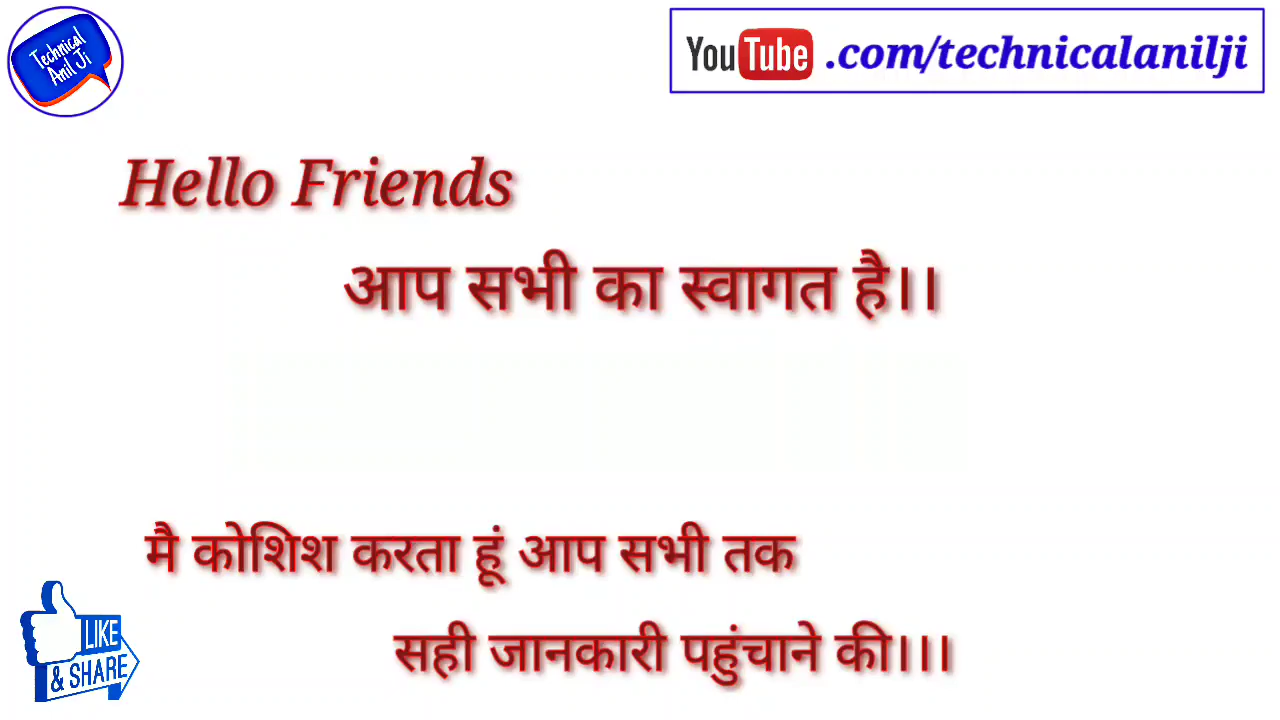 Technical
Anil Ji
YouTube .com/technicalanilji
Hello Friends
आप सभी का स्वागत है।।
मै कोशिश करता हूं आप सभी तक
सही जानकारी पहुंचाने की।।।
LIKE
& SHARE